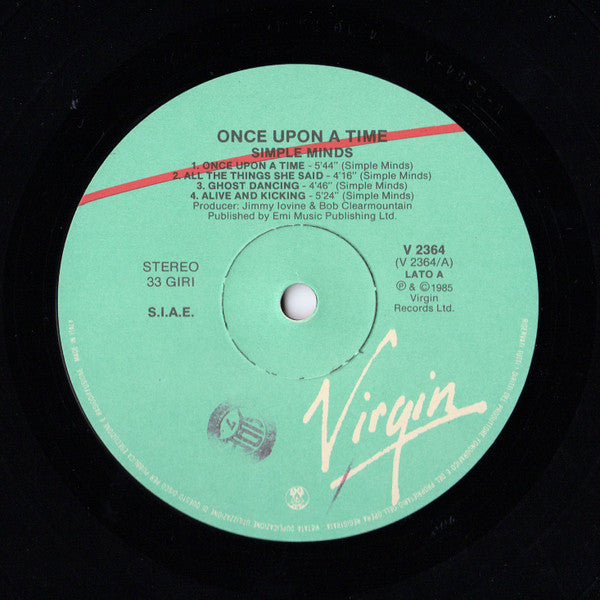 ONCE UPON A TIME
SIMPLE MINDS
1. ONCE UPON A TIME - 5'44" (Simple Minds)
2. ALL THE THINGS SHE SAID - 4'16" (Simple Minds)
3. GHOST DANCING - 4'46" (Simple Minds)
4. ALIVE AND KICKING - 5'24" (Simple Minds)
Producer: Jimmy Iovine & Bob Clearmountain
Published by Emi Music Publishing Ltd.
STEREO
33 GIRI
S.I.A.E.
V 2364
(V 2364/A)
LATO A
℗ & © 1985
Virgin
Records Ltd.
Virgin